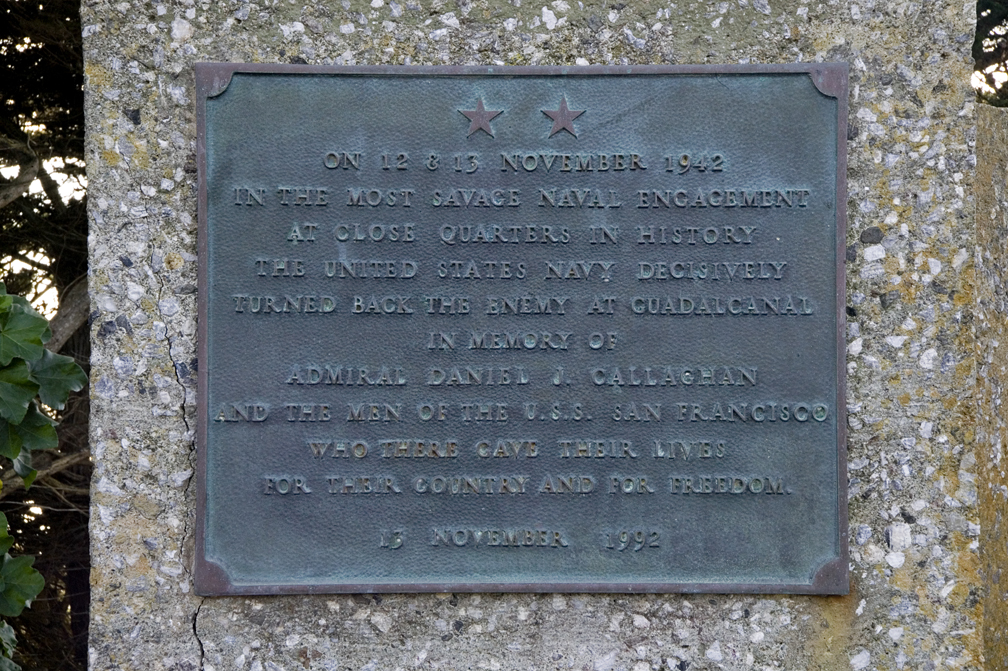 ON 12 & 13 NOVEMBER 1942
IN THE MOST SAVAGE NAVAL ENGAGEMENT
AT CLOSE QUARTERS IN HISTORY
THE UNITED STATES NAVY DECISIVELY
TURNED BACK THE ENEMY AT GUADALCANAL
IN MEMORY OF
ADMIRAL DANIEL J. CALLAGHAN
AND THE MEN OF THE U.S.S. SAN FRANCISCO
WHO THERE GAVE THEIR LIVES
FOR THEIR COUNTRY AND FOR FREEDOM.
13 NOVEMBER 1992